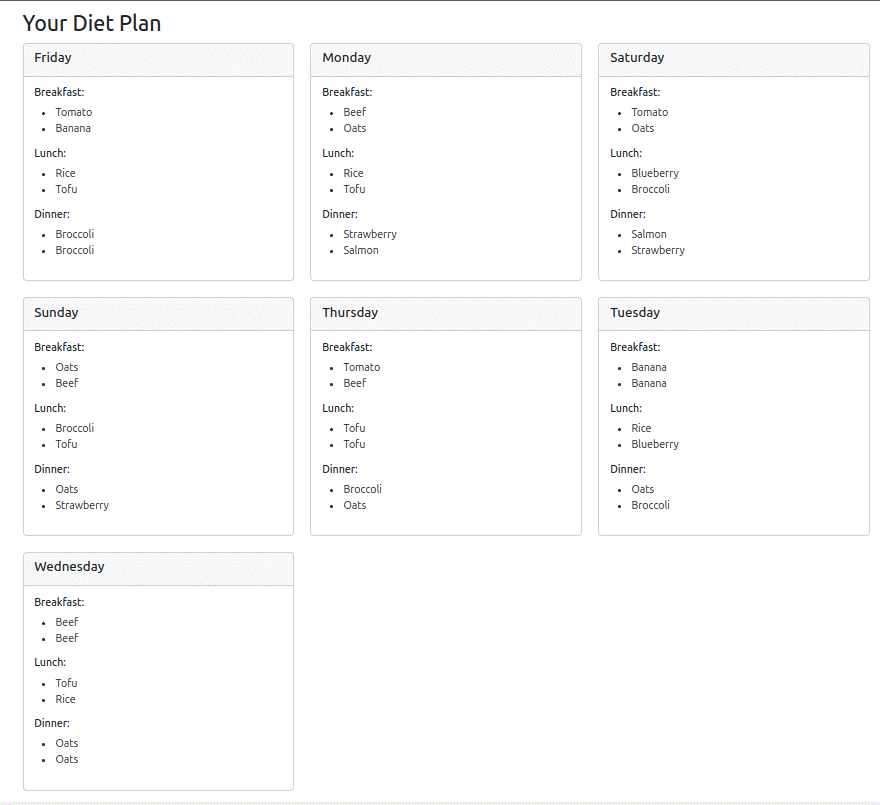 Your Diet Plan
Friday
Breakfast:
Tomato
Banana
Lunch:
Rice
Tofu
Dinner:
Broccoli
Broccoli
Monday
Breakfast:
Beef
Oats
Lunch:
Rice
Tofu
Dinner:
Strawberry
Salmon
Saturday
Breakfast:
Tomato
Oats
Lunch:
Blueberry
Broccoli
Dinner:
Salmon
Strawberry
Sunday
Breakfast:
Oats
Beef
Lunch:
Broccoli
Tofu
Dinner:
Oats
Strawberry
Thursday
Breakfast:
Tomato
Beef
Lunch:
Tofu
Tofu
Dinner:
Broccoli
Oats
Tuesday
Breakfast:
Banana
Banana
Lunch:
Rice
Blueberry
Dinner:
Oats
Broccoli
Wednesday
Breakfast:
Beef
Beef
Lunch:
Tofu
Rice
Dinner:
Oats
Oats